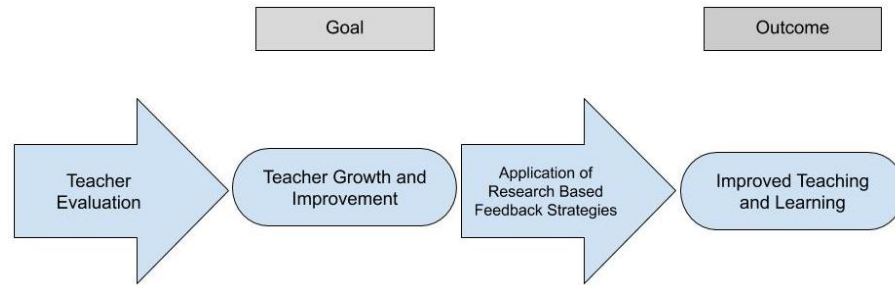 Goal
Outcome
Teacher
Evaluation
Teacher Growth and
Improvement
Application of
Research Based
Feedback Strategies
Improved Teaching
and Learning